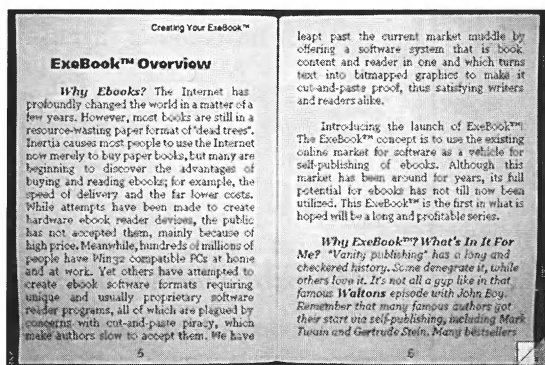 Creating Your ExeBook™
ExeBook™ Overview
Why Ebooks? The Internet has
profoundly changed the world in a matter of a
few years. However, most books are still in a
resource-wasting paper format of "dead trees".
Inertia causes most people to use the Internet
now merely to buy paper books, but many are
beginning to discover the advantages of
buying and reading ebooks; for example, the
speed of delivery and the far lower costs.
While attempts have been made to create
hardware ebook reader devices, the public
has not accepted them, mainly because of
high price. Meanwhile, hundreds of millions of
people have Win32 compatible PCs at home
and at work. Yet others have attempted to
create ebook software formats requiring
unique and usually proprietary software
reader programs, all of which are plagued by
concerns with cut-and-paste piracy, which
make authors slow to accept them. We have
5
leapt past the current market muddle by
offering a software system that is book
content and reader in one and which turns
text into bitmapped graphics to make it
cut-and-paste proof, thus satisfying writers
and readers alike.
Introducing the launch of ExeBook™!
The ExeBook™ concept is to use the existing
online market for software as a vehicle for
self-publishing of ebooks. Although this
market has been around for years, its full
potential for ebooks has not till now been
utilized. This ExeBook™ is the first in what is
hoped will be a long and profitable series.
Why ExeBook™? What's In It For
Me? "Vanity publishing" has a long and
checkered history. Some denegrate it, while
others love it. It's not all a gyp like in that
famous Waltons episode with John Boy.
Remember that many famous authors got
their start via self-publishing, including Mark
Twain and Gertrude Stein. Many bestsellers
6